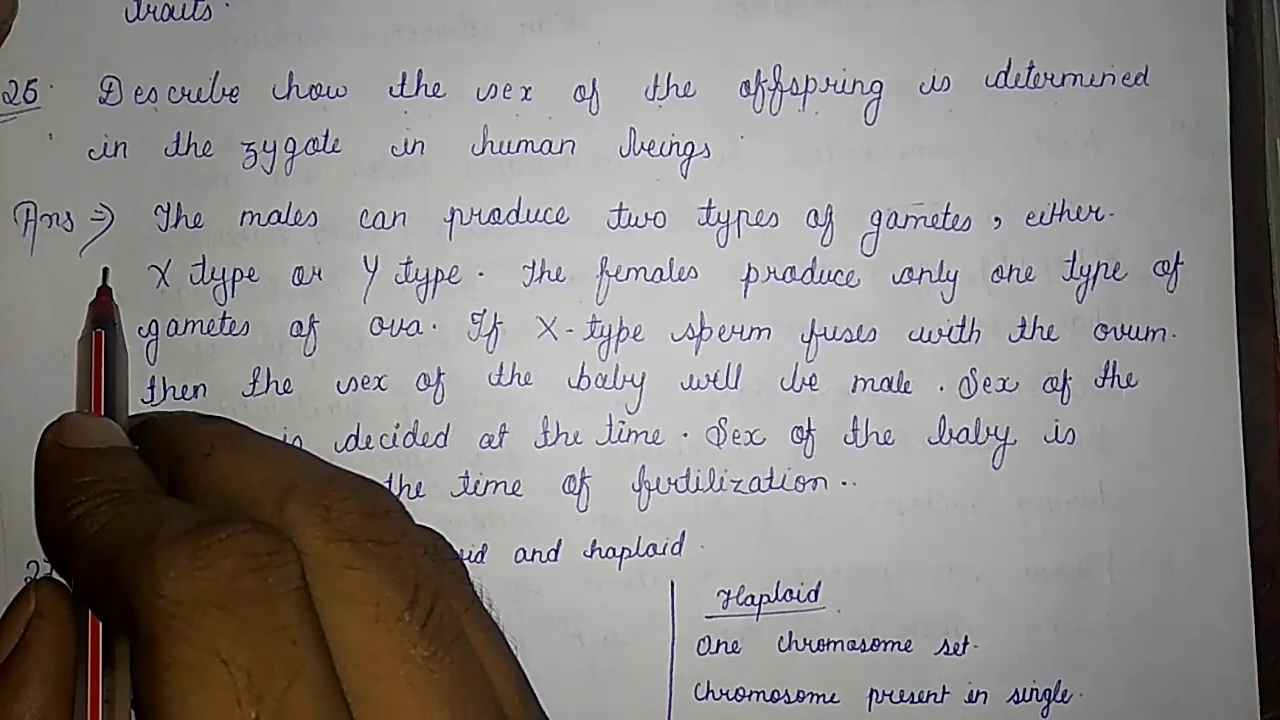 traits.
26. Describe how the sex of the offspring is determined
in the zygote in human beings
Ans ⇒ The males can produce two types of gametes, either.
X type or Y type. The females produce only one type of
gametes of ova. If X-type sperm fuses with the ovum.
then the sex of the baby will be male. Sex of the
is decided at the time. Sex of the baby is
the time of fertilization..
27
and haploid.
Haploid
One chromosome set.
Chromosome present in single.